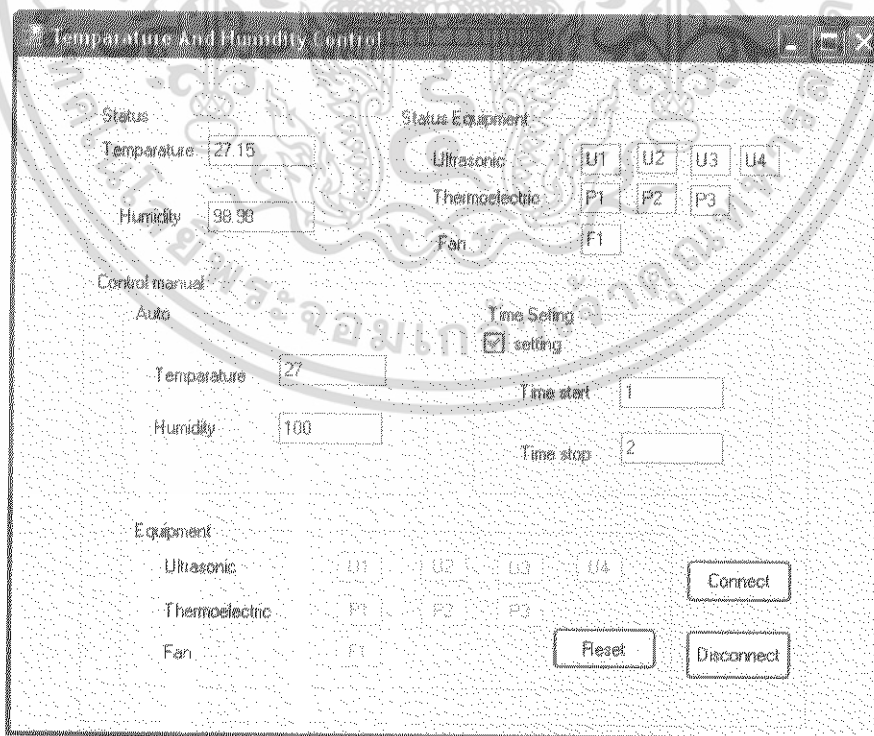 Temparature And Humidity Control
Status
Temparature 27.15
Humidity 98.98
Status Equipment
Ultrasonic U1 U2 U3 U4
Thermoelectric P1 P2 P3
Fan F1
Control manual
Auto
Temparature 27
Humidity 100
Time Seting
setting
Time start 1
Time stop 2
Equipment
Ultrasonic U1 U2 U3 U4
Thermoelectric P1 P2 P3
Fan F1
Connect
Reset
Disconnect